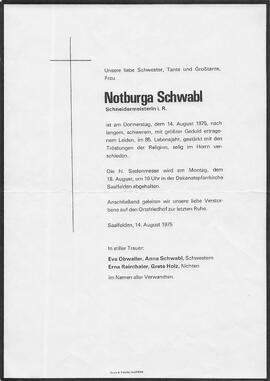 Unsere liebe Schwester, Tante und Großtante,
Frau
Notburga Schwabl
Schneidermeisterin i. R.
ist am Donnerstag, dem 14. August 1975, nach
langem, schwerem, mit größter Geduld ertrage-
nem Leiden, im 85. Lebensjahr, gestärkt mit den
Tröstungen der Religion, selig im Herrn ver-
schieden.
Die hl. Seelenmesse wird am Montag, dem
18. August, um 10 Uhr in der Dekanatspfarrkirche
Saalfelden abgehalten.
Anschließend geleiten wir unsere liebe Verstor-
bene auf den Ortsfriedhof zur letzten Ruhe.
Saalfelden, 14. August 1975
In stiller Trauer:
Eva Obwaller, Anna Schwabl, Schwestern
Erna Reinthaler, Grete Holz, Nichten
im Namen aller Verwandten.